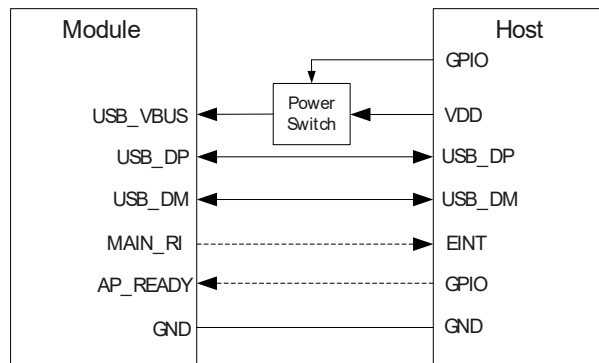 Module
Host
GPIO
Power
Switch
USB_VBUS
VDD
USB_DP
USB_DP
USB_DM
USB_DM
MAIN_RI
EINT
AP_READY
GPIO
GND
GND